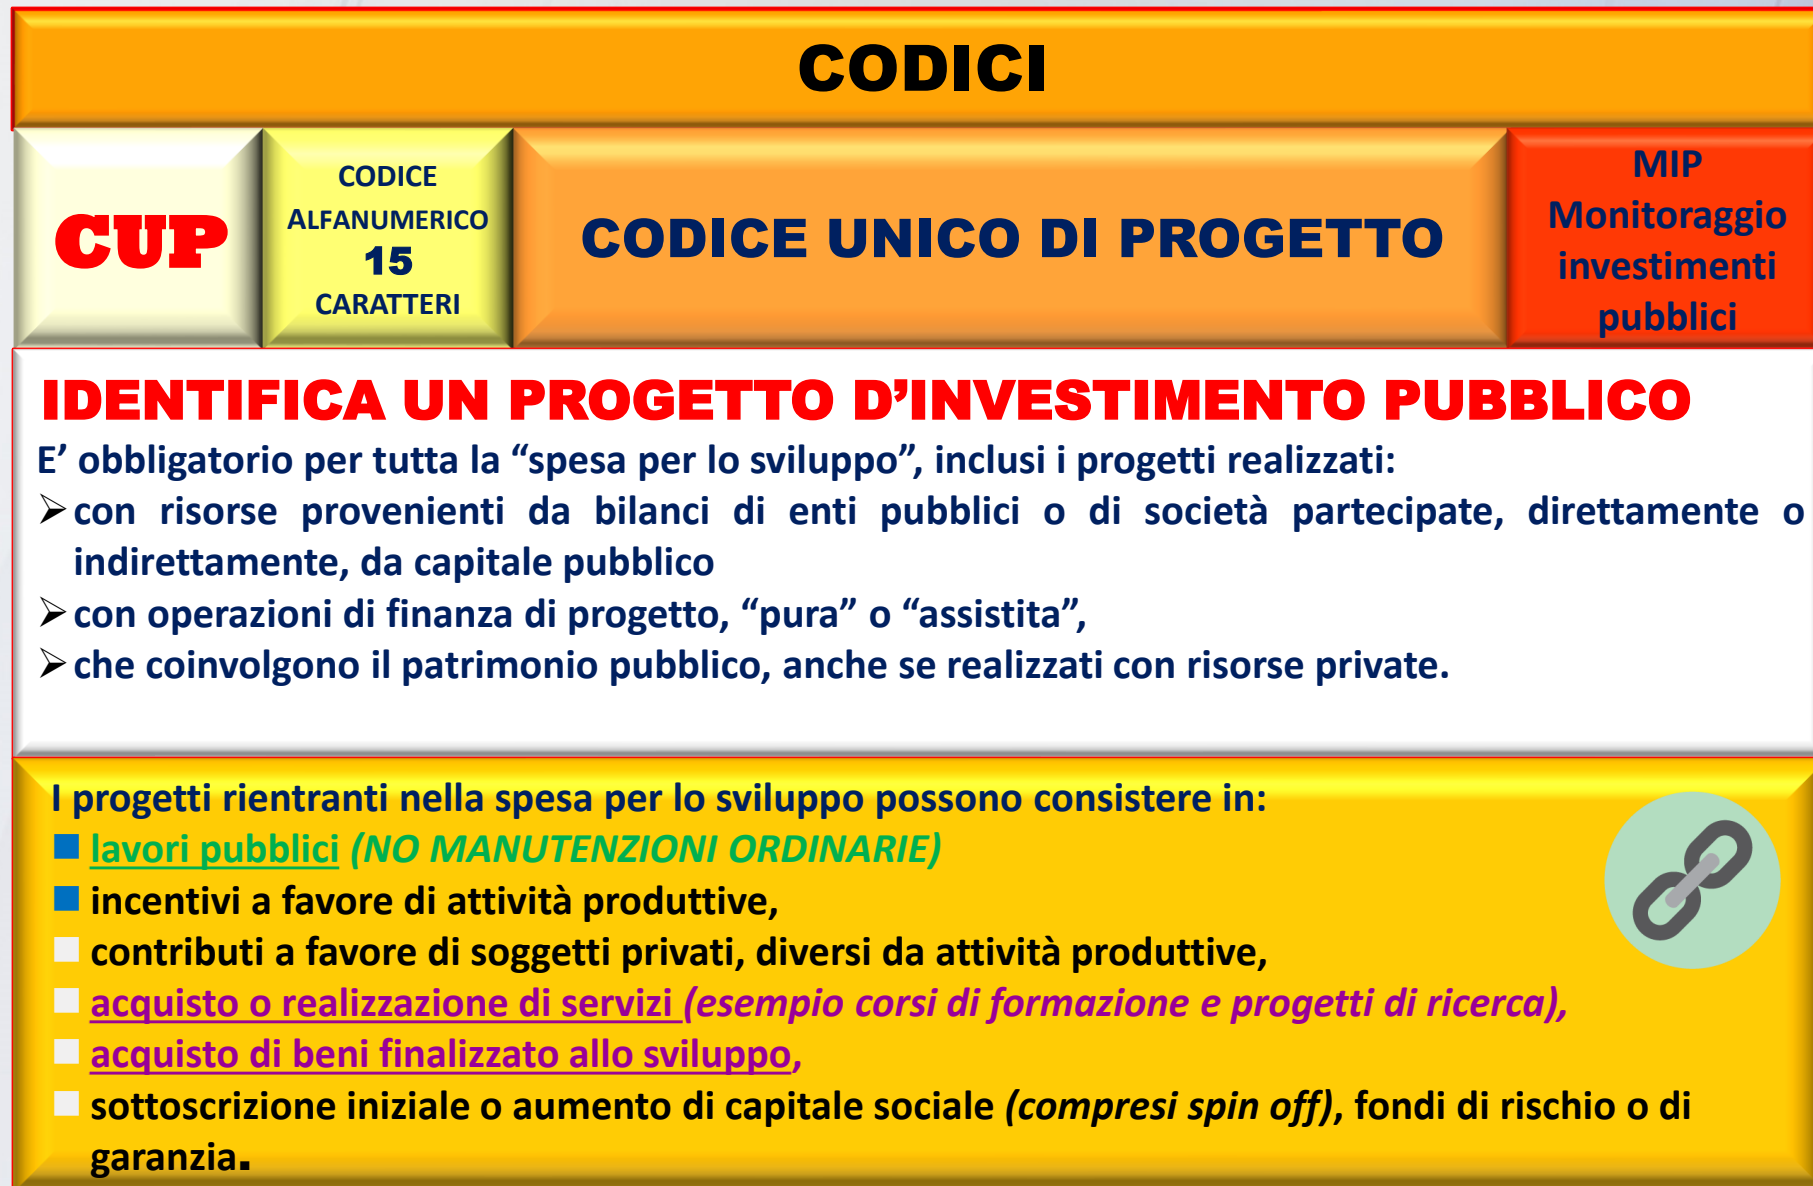 CODICI
CUP
CODICE
ALFANUMERICO
15
CARATTERI
CODICE UNICO DI PROGETTO
MIP
Monitoraggio
investimenti
pubblici
IDENTIFICA UN PROGETTO D’INVESTIMENTO PUBBLICO
E’ obbligatorio per tutta la “spesa per lo sviluppo”, inclusi i progetti realizzati:
➢ con risorse provenienti da bilanci di enti pubblici o di società partecipate, direttamente o
indirettamente, da capitale pubblico
➢ con operazioni di finanza di progetto, “pura” o “assistita”,
➢ che coinvolgono il patrimonio pubblico, anche se realizzati con risorse private.
I progetti rientranti nella spesa per lo sviluppo possono consistere in:
■ lavori pubblici (NO MANUTENZIONI ORDINARIE)
■ incentivi a favore di attività produttive,
■ contributi a favore di soggetti privati, diversi da attività produttive,
■ acquisto o realizzazione di servizi (esempio corsi di formazione e progetti di ricerca),
■ acquisto di beni finalizzato allo sviluppo,
■ sottoscrizione iniziale o aumento di capitale sociale (compresi spin off), fondi di rischio o di
garanzia.